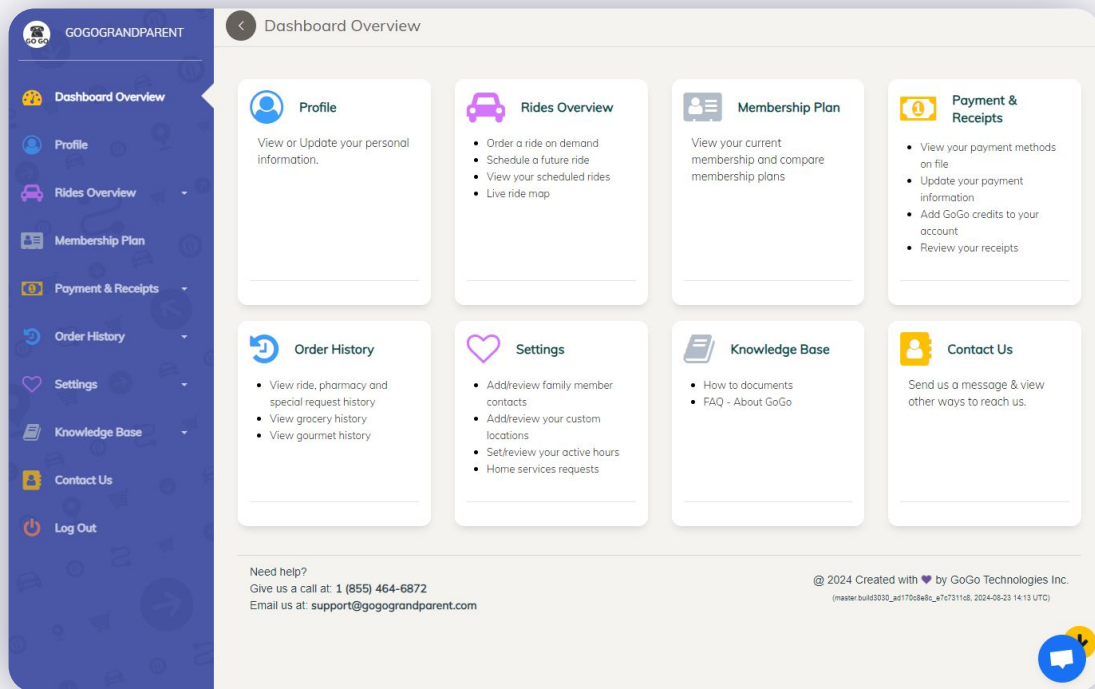 GO GO
GOGOGRANDPARENT
Dashboard Overview
Profile
Rides Overview
Membership Plan
Payment & Receipts
Order History
Settings
Knowledge Base
Contact Us
Log Out
Dashboard Overview
Profile
View or Update your personal
information.
Rides Overview
Order a ride on demand
Schedule a future ride
View your scheduled rides
Live ride map
Membership Plan
View your current
membership and compare
membership plans
Payment &
Receipts
View your payment methods
on file
Update your payment
information
Add GoGo credits to your
account
Review your receipts
Order History
View ride, pharmacy and
special request history
View grocery history
View gourmet history
Settings
Add/review family member
contacts
Add/review your custom
locations
Set/review your active hours
Home services requests
Knowledge Base
How to documents
FAQ - About GoGo
Contact Us
Send us a message & view
other ways to reach us.
Need help?
Give us a call at: 1 (855) 464-6872
Email us at: support@gogograndparent.com
@ 2024 Created with 💜 by GoGo Technologies Inc.
(master:build3030_ad170c8e8c_e7c7311c8, 2024-08-23 14:13 UTC)